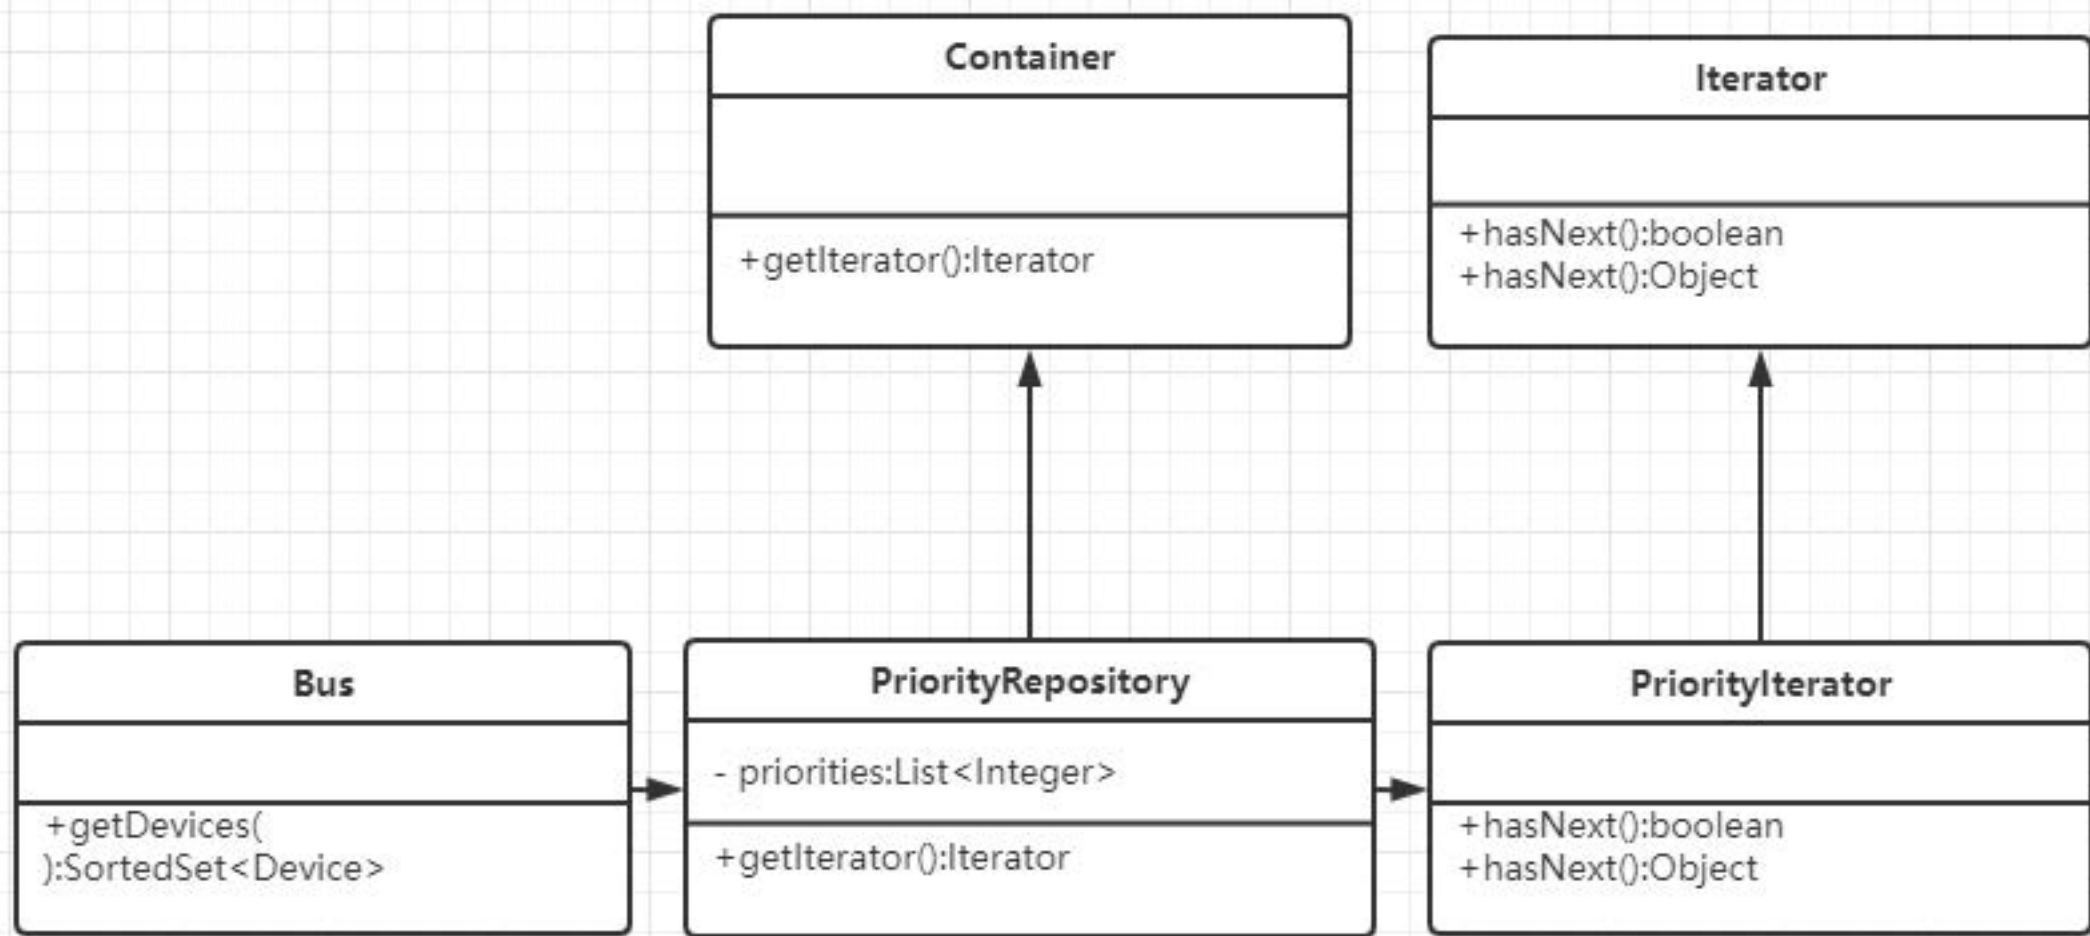 Container
+getIterator():Iterator
Iterator
+hasNext():boolean
+hasNext():Object
Bus
+getDevices(
):SortedSet<Device>
PriorityRepository
- priorities:List<Integer>
+getIterator():Iterator
PriorityIterator
+hasNext():boolean
+hasNext():Object